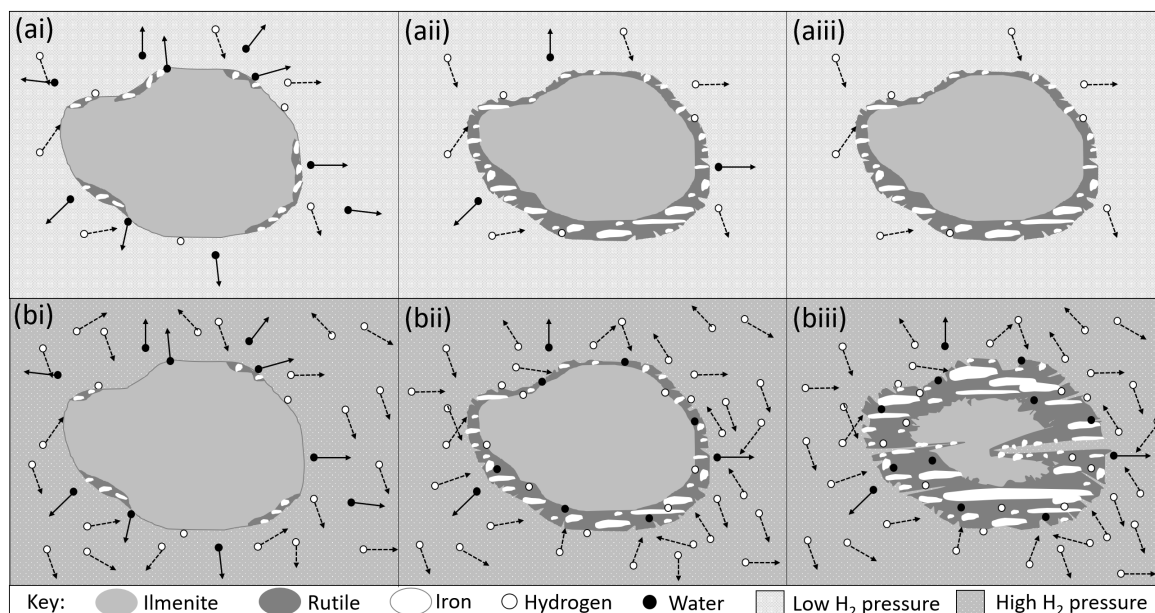 (ai)
(aii)
(aiii)
(bi)
(bii)
(biii)
Key: Ilmenite Rutile Iron Hydrogen Water Low H₂ pressure High H₂ pressure